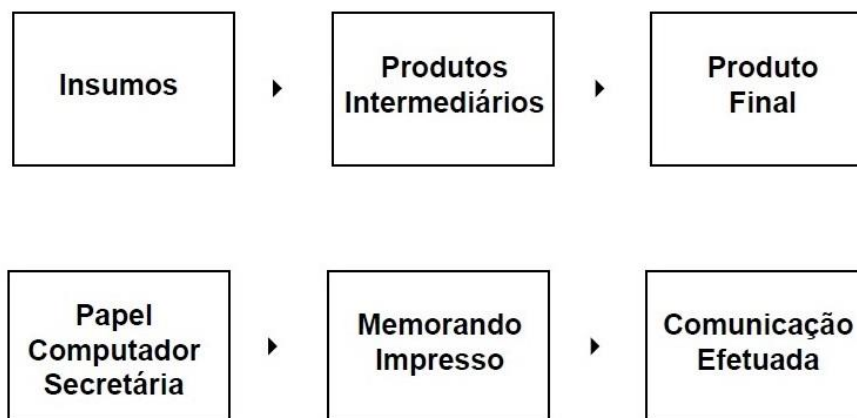 Insumos
Produtos
Intermediários
Produto
Final
Papel
Computador
Secretária
Memorando
Impresso
Comunicação
Efetuada